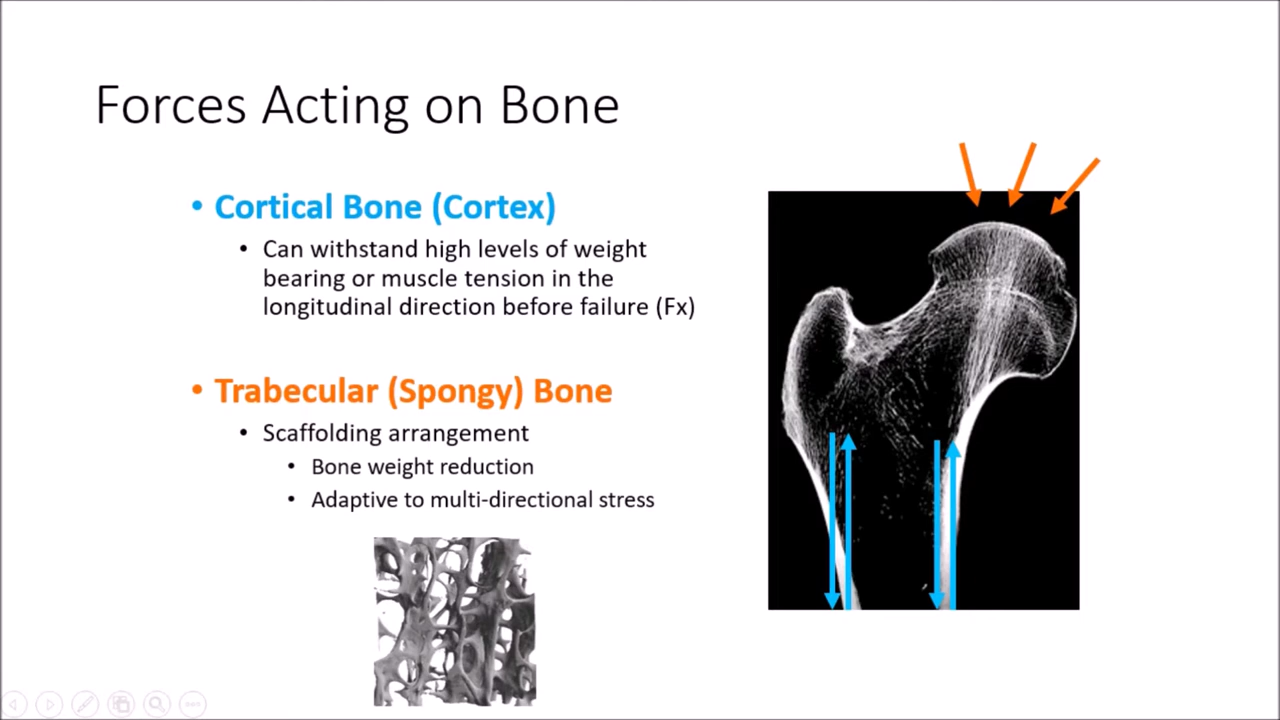 Forces Acting on Bone
• Cortical Bone (Cortex)
• Can withstand high levels of weight
bearing or muscle tension in the
longitudinal direction before failure (Fx)
• Trabecular (Spongy) Bone
• Scaffolding arrangement
• Bone weight reduction
• Adaptive to multi-directional stress